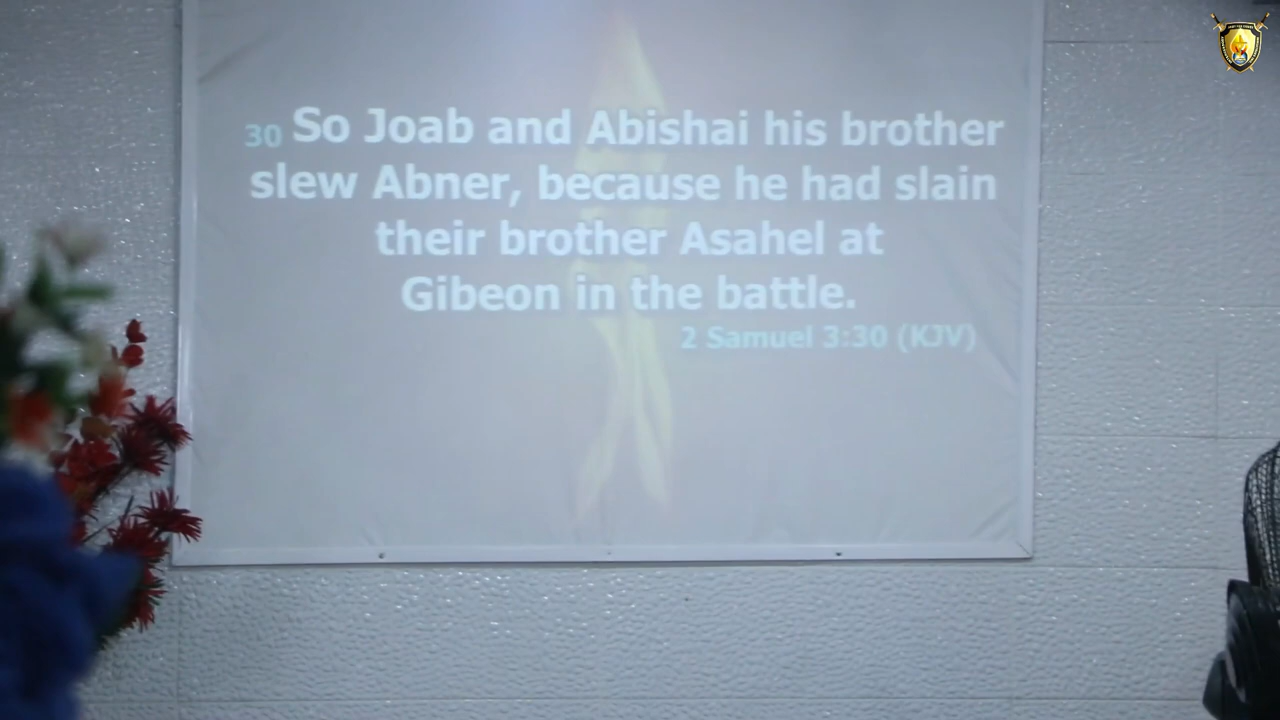 30 So Joab and Abishai his brother
slew Abner, because he had slain
their brother Asahel at
Gibeon in the battle.
2 Samuel 3:30 (KJV)